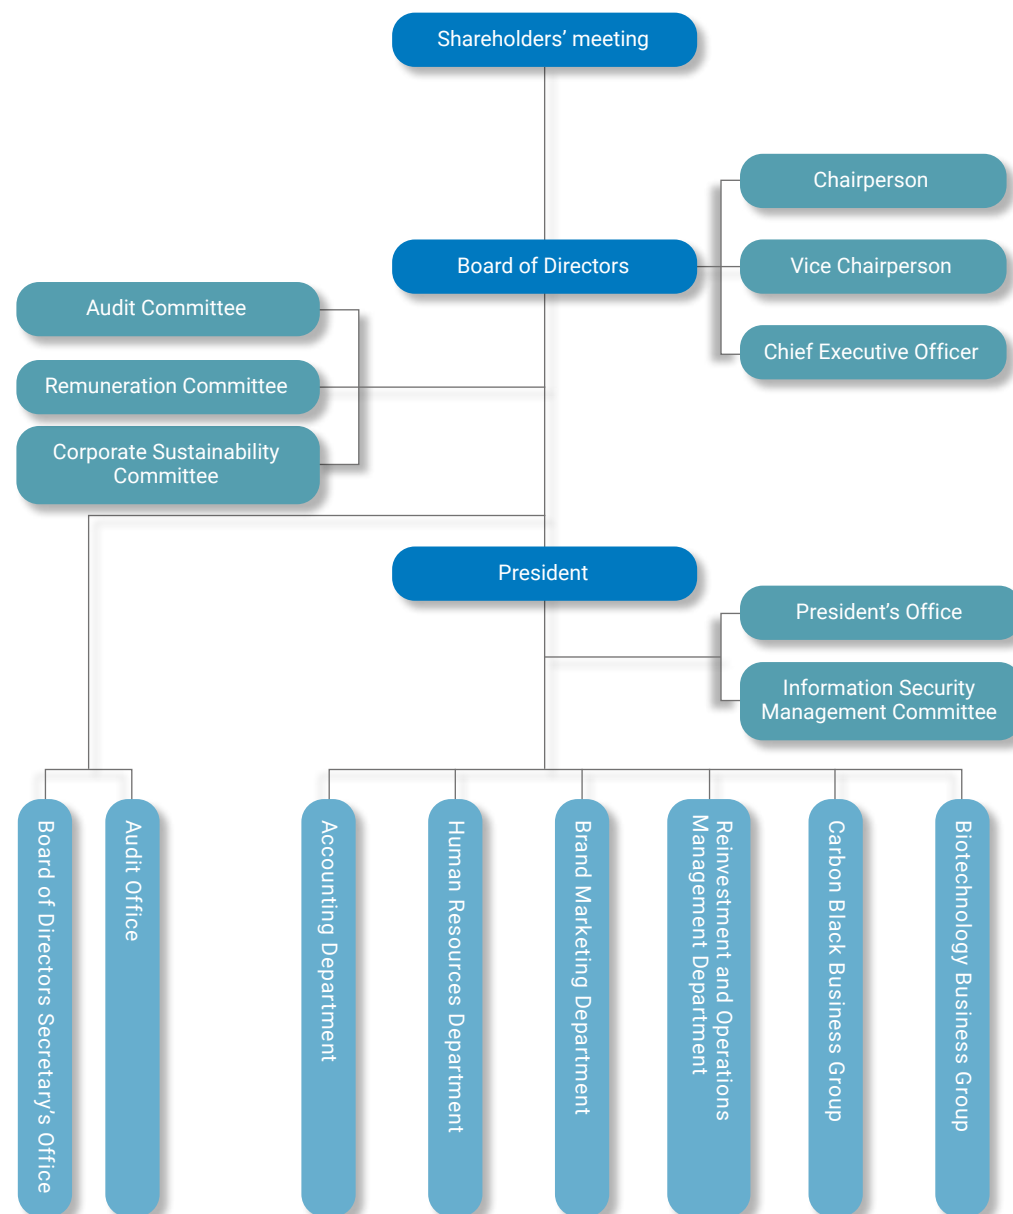 Shareholders’ meeting
Chairperson
Board of Directors
Vice Chairperson
Audit Committee
Chief Executive Officer
Remuneration Committee
Corporate Sustainability
Committee
President
President’s Office
Information Security
Management Committee
Board of Directors Secretary’s Office
Audit Office
Accounting Department
Human Resources Department
Brand Marketing Department
Reinvestment and Operations
Management Department
Carbon Black Business Group
Biotechnology Business Group